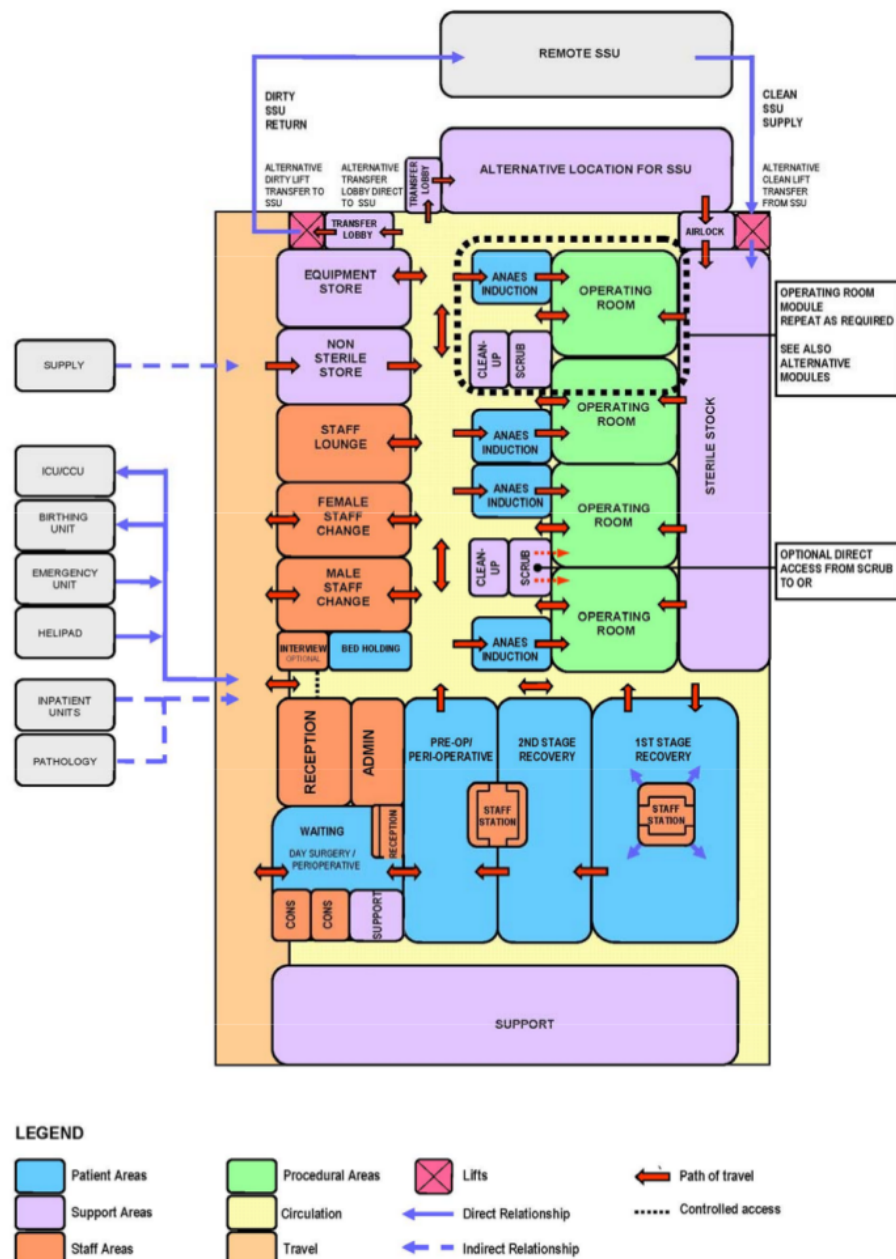 REMOTE SSU
DIRTY
SSU
RETURN
CLEAN
SSU
SUPPLY
ALTERNATIVE
DIRTY LIFT
TRANSFER TO
SSU
ALTERNATIVE
TRANSFER
LOBBY DIRECT
TO SSU
TRANSFER
LOBBY
ALTERNATIVE LOCATION FOR SSU
ALTERNATIVE
CLEAN LIFT
TRANSFER
FROM SSU
TRANSFER
LOBBY
AIRLOCK
EQUIPMENT
STORE
ANAES
INDUCTION
OPERATING
ROOM
OPERATING ROOM
MODULE
REPEAT AS REQUIRED
SEE ALSO
ALTERNATIVE
MODULES
SUPPLY
NON
STERILE
STORE
CLEAN-
UP
SCRUB
STAFF
LOUNGE
ANAES
INDUCTION
OPERATING
ROOM
STERILE STOCK
ICU/CCU
BIRTHING
UNIT
EMERGENCY
UNIT
HELIPAD
FEMALE
STAFF
CHANGE
ANAES
INDUCTION
OPERATING
ROOM
MALE
STAFF
CHANGE
CLEAN-
UP
SCRUB
OPTIONAL DIRECT
ACCESS FROM SCRUB
TO OR
OPERATING
ROOM
INTERVIEW
OPTIONAL
BED HOLDING
ANAES
INDUCTION
INPATIENT
UNITS
PATHOLOGY
RECEPTION
ADMIN
PRE-OP/
PERI-OPERATIVE
2ND STAGE
RECOVERY
1ST STAGE
RECOVERY
STAFF
STATION
STAFF
STATION
WAITING
DAY SURGERY /
PERIOPERATIVE
RECEPTION
CONS
CONS
SUPPORT
SUPPORT
LEGEND
Patient Areas
Procedural Areas
Lifts
Path of travel
Support Areas
Circulation
Direct Relationship
Controlled access
Staff Areas
Travel
Indirect Relationship